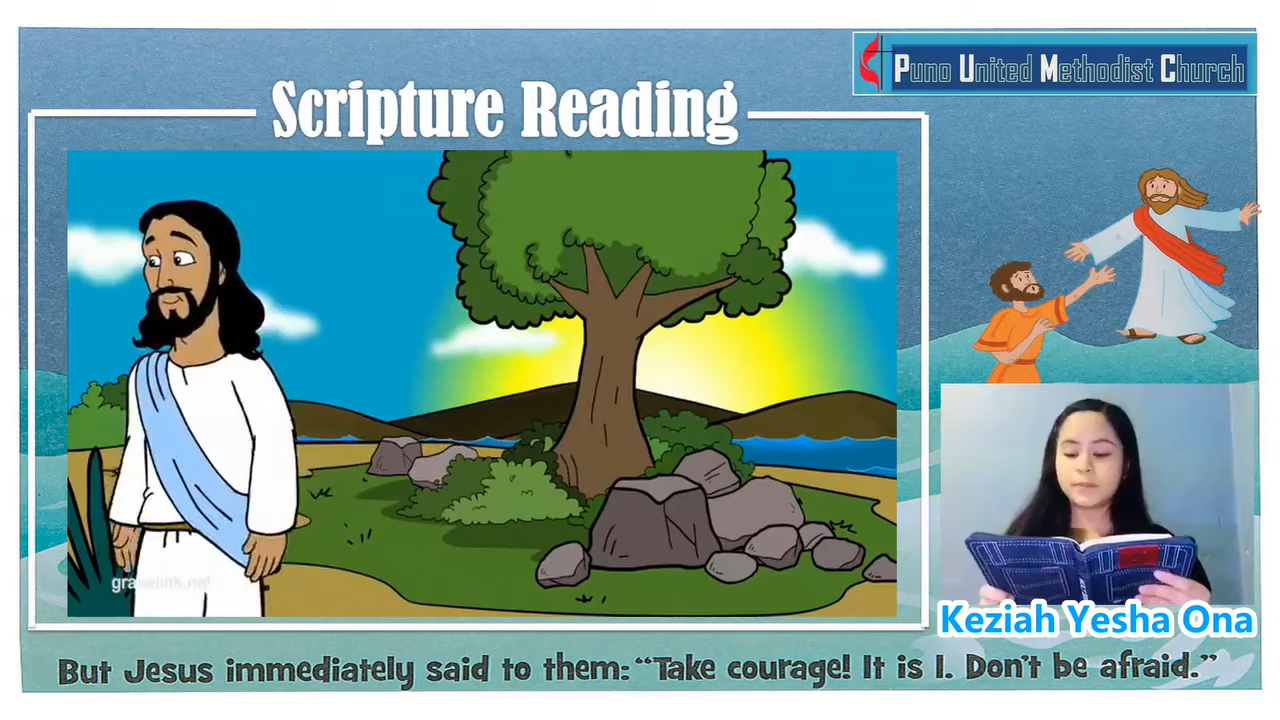 Puno United Methodist Church
Scripture Reading
Keziah Yesha Ona
But Jesus immediately said to them: “Take courage! It is I. Don’t be afraid.”